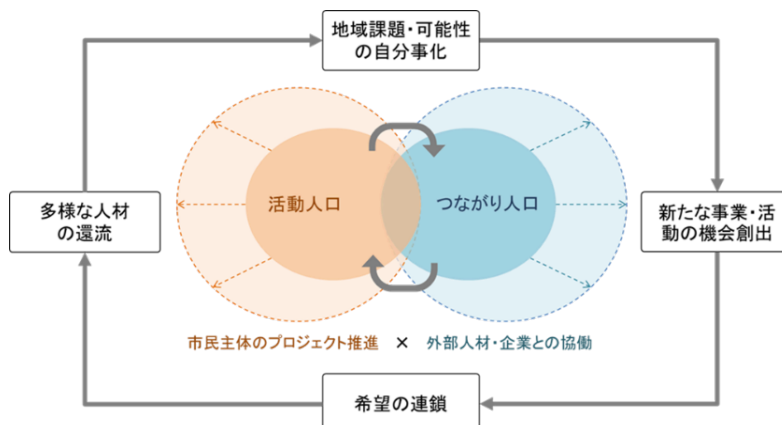 地域課題・可能性
の自分事化
活動人口
つながり人口
多様な人材
の還流
新たな事業・活
動の機会創出
市民主体のプロジェクト推進 × 外部人材・企業との協働
希望の連鎖